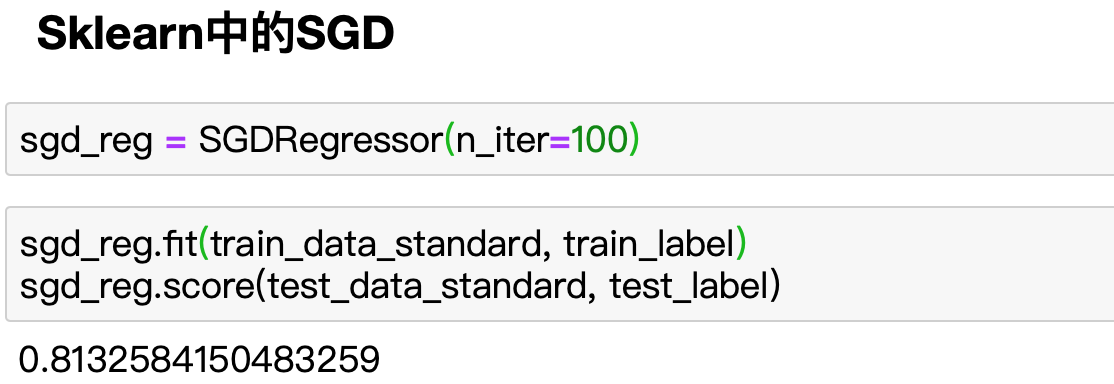 Sklearn中的SGD
sgd_reg = SGDRegressor(n_iter=100)
sgd_reg.fit(train_data_standard, train_label)
sgd_reg.score(test_data_standard, test_label)
0.8132584150483259